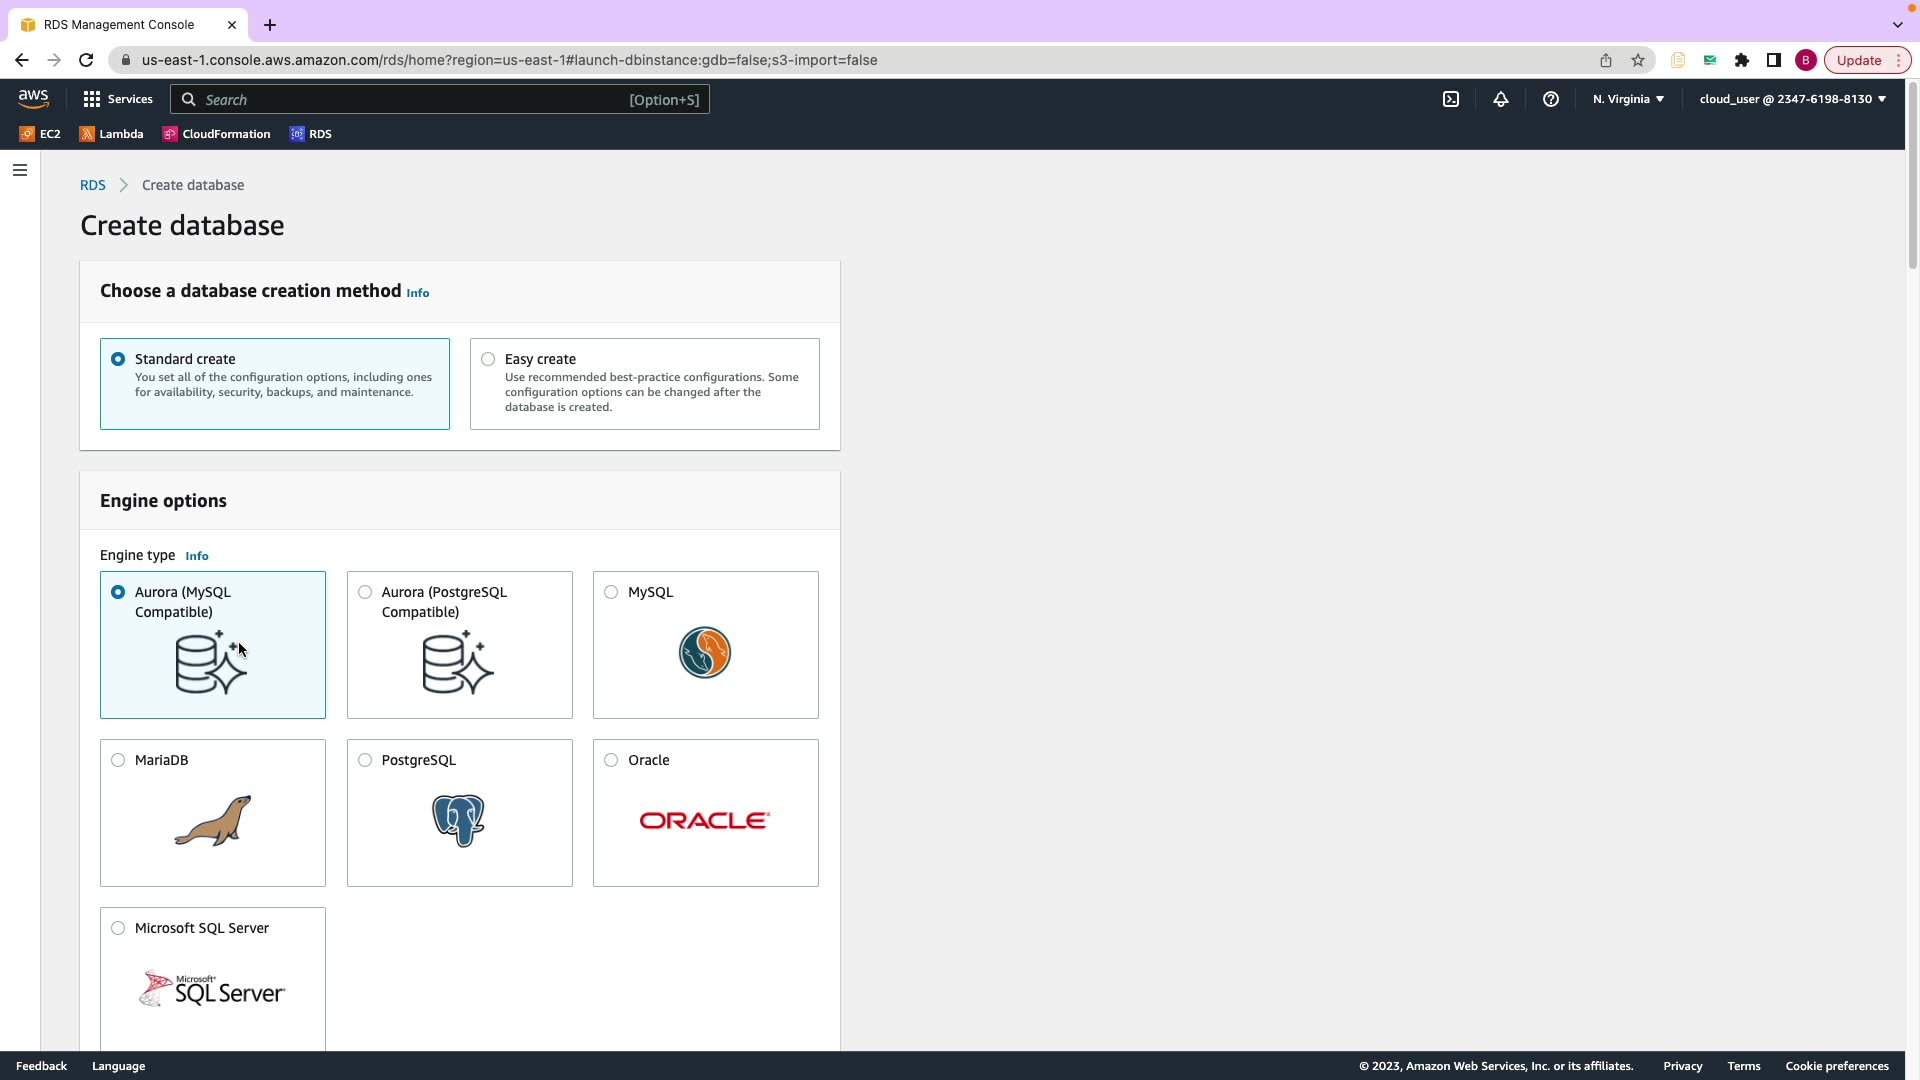 RDS Management Console
us-east-1.console.aws.amazon.com/rds/home?region=us-east-1#launch-dbinstance:gdb=false;s3-import=false
B
Update
aws
Services
Search
[Option+S]
N. Virginia
cloud_user @ 2347-6198-8130
EC2
Lambda
CloudFormation
RDS
RDS
Create database
Create database
Choose a database creation method Info
Standard create
You set all of the configuration options, including ones
for availability, security, backups, and maintenance.
Easy create
Use recommended best-practice configurations. Some
configuration options can be changed after the
database is created.
Engine options
Engine type Info
Aurora (MySQL
Compatible)
Aurora (PostgreSQL
Compatible)
MySQL
MariaDB
PostgreSQL
Oracle
ORACLE
Microsoft SQL Server
Microsoft
SQL Server
Feedback
Language
© 2023, Amazon Web Services, Inc. or its affiliates.
Privacy
Terms
Cookie preferences